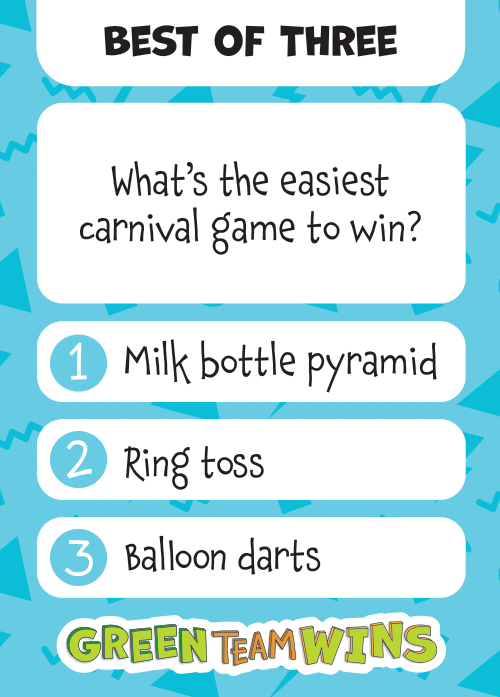 BEST OF THREE
What's the easiest
carnival game to win?
1 Milk bottle pyramid
2 Ring toss
3 Balloon darts
GREEN TEAM WINS